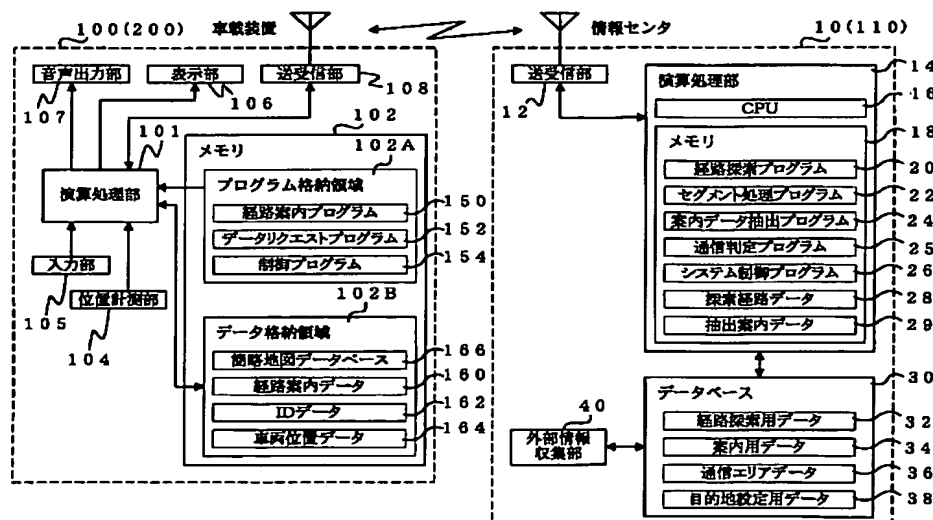 100(200)
車載装置
音声出力部
表示部
送受信部
107
106
108
101
102
メモリ
102A
演算処理部
プログラム格納領域
経路案内プログラム
150
データリクエストプログラム
152
制御プログラム
154
入力部
105
位置計測部
104
102B
データ格納領域
簡略地図データベース
166
経路案内データ
160
IDデータ
162
車両位置データ
164
情報センタ
10(110)
送受信部
12
演算処理部
14
CPU
16
メモリ
18
経路探索プログラム
20
セグメント処理プログラム
22
案内データ抽出プログラム
24
通信判定プログラム
25
システム制御プログラム
26
探索経路データ
28
抽出案内データ
29
データベース
30
経路探索用データ
32
案内用データ
34
通信エリアデータ
36
目的地設定用データ
38
40
外部情報
収集部